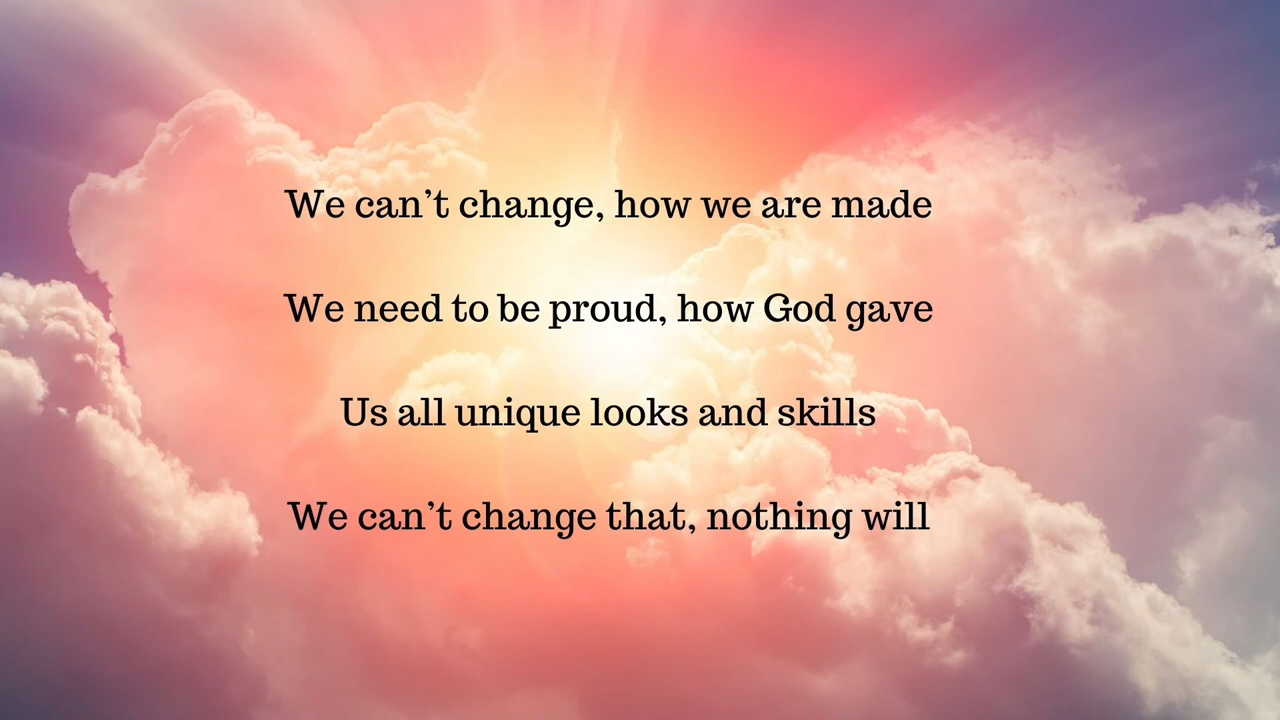 We can’t change, how we are made
We need to be proud, how God gave
Us all unique looks and skills
We can’t change that, nothing will